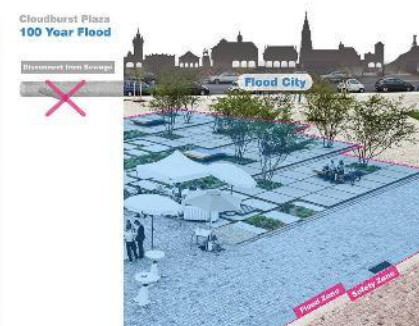 Cloudburst Plaza
100 Year Flood
Disconnect from Sewage
Flood City
Flood Zone
Safety Zone